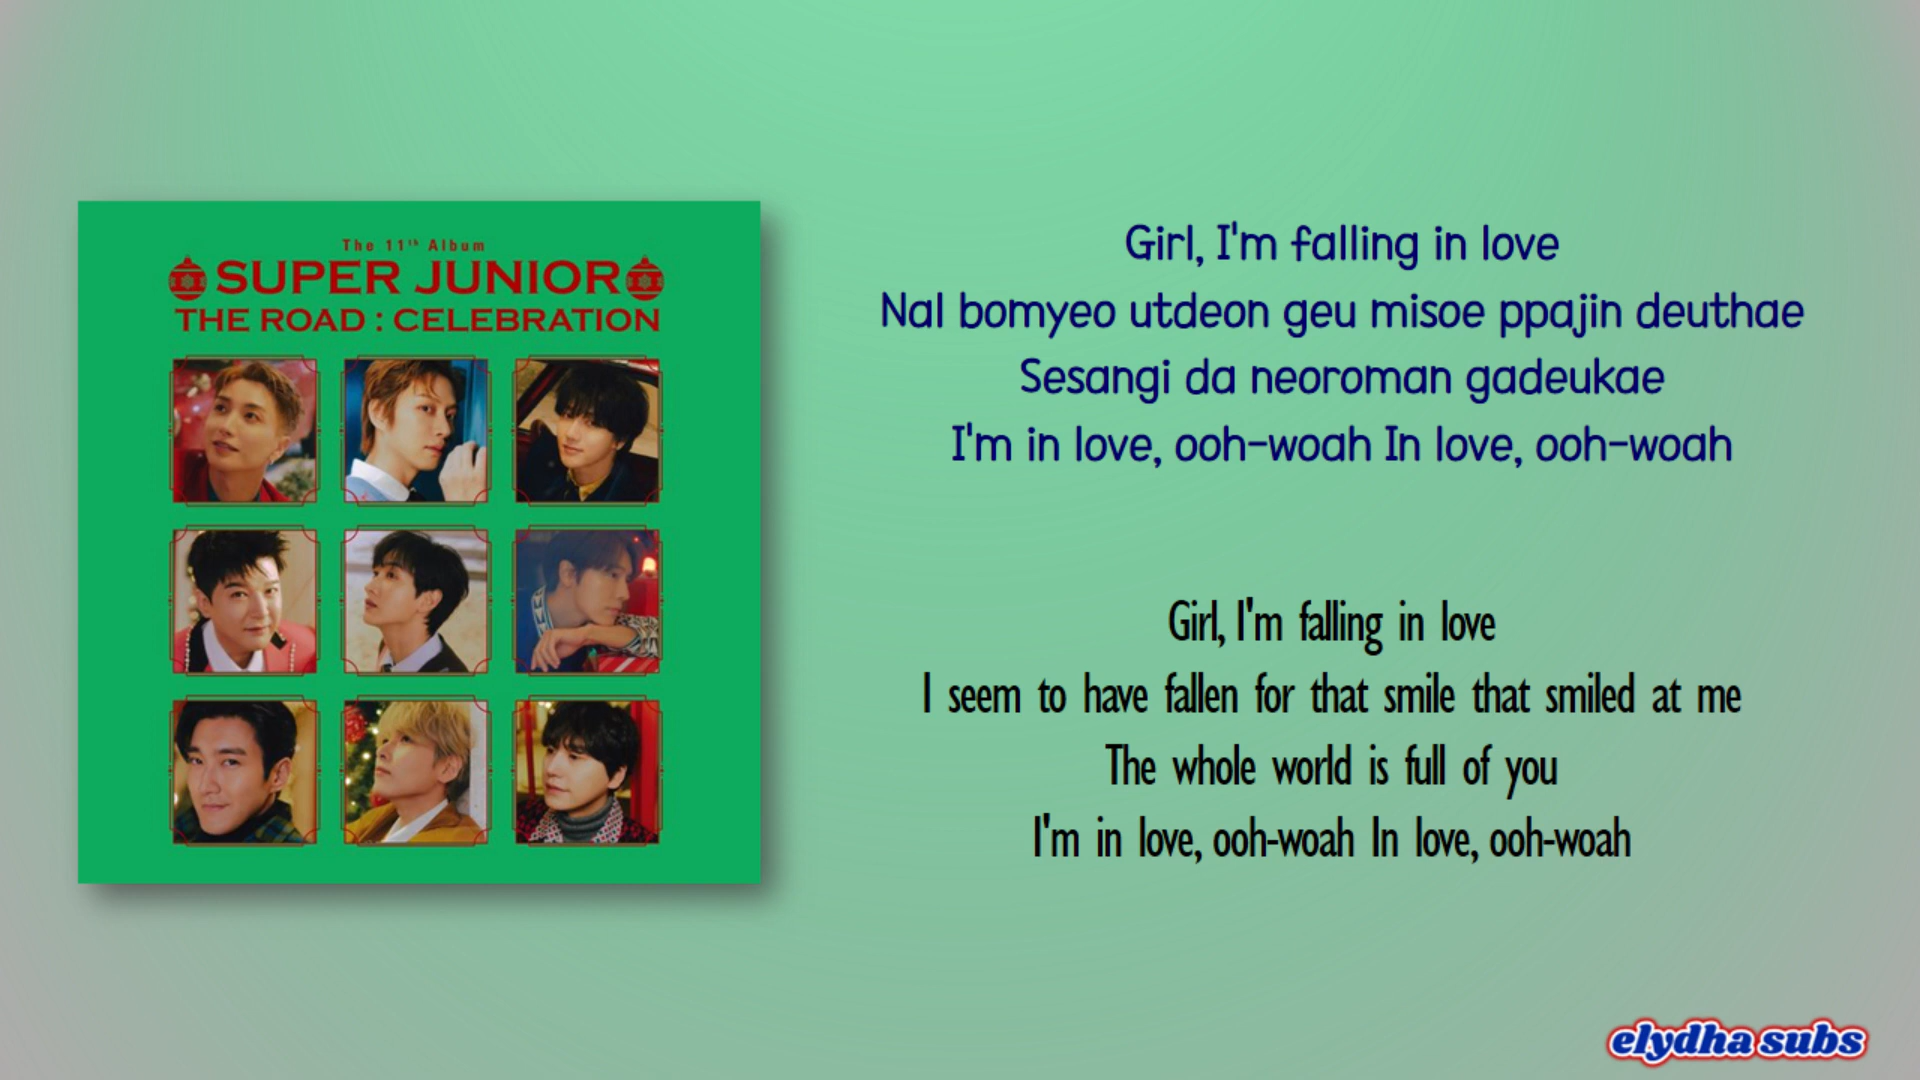 The 11th Album
SUPER JUNIOR
THE ROAD : CELEBRATION
Girl, I'm falling in love
Nal bomyeo utdeon geu misoe ppajin deuthae
Sesangi da neoroman gadeukae
I'm in love, ooh-woah In love, ooh-woah
Girl, I'm falling in love
I seem to have fallen for that smile that smiled at me
The whole world is full of you
I'm in love, ooh-woah In love, ooh-woah
elydha subs